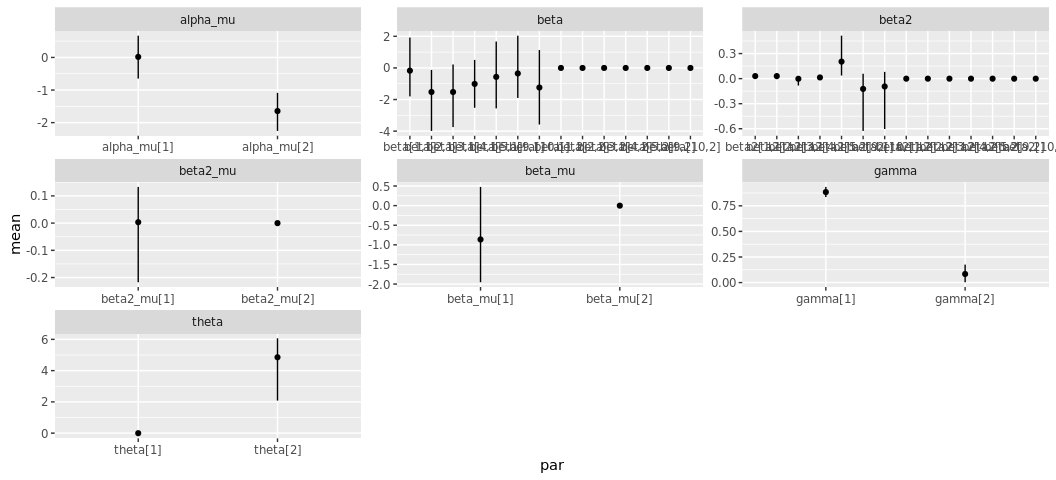 alpha_mu
0
-1
-2
alpha_mu[1] alpha_mu[2]
beta
2
0
-2
-4
beta2
0.3
0.0
-0.3
-0.6
beta2_mu
0.1
0.0
-0.1
-0.2
beta2_mu[1] beta2_mu[2]
beta_mu
0.5
0.0
-0.5
-1.0
-1.5
-2.0
beta_mu[1] beta_mu[2]
gamma
0.75
0.50
0.25
0.00
gamma[1] gamma[2]
theta
6
4
2
0
theta[1] theta[2]
mean
par